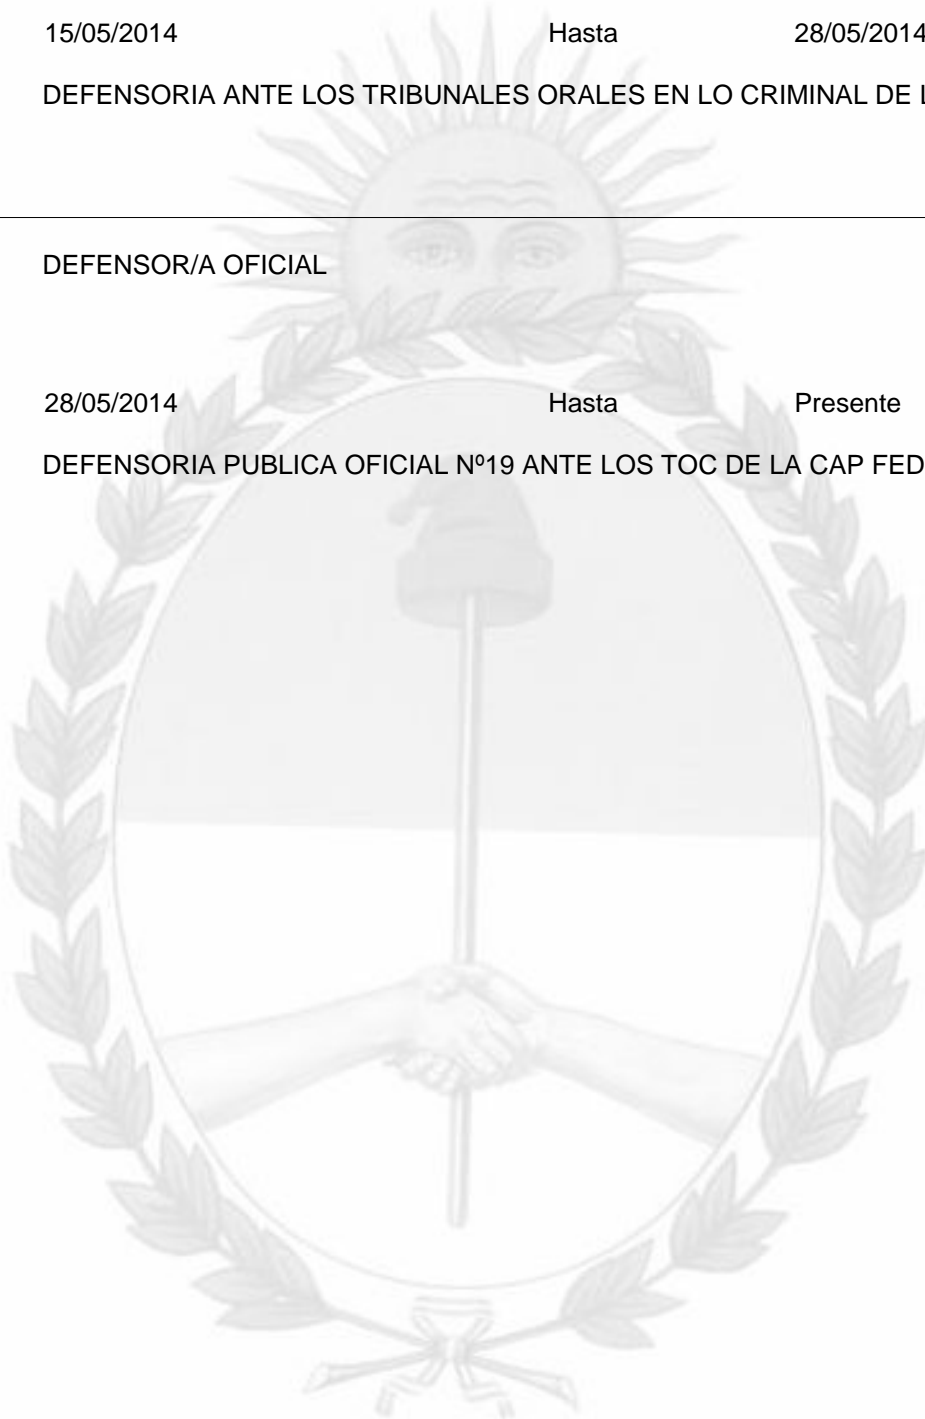 15/05/2014 Hasta 28/05/2014
DEFENSORIA ANTE LOS TRIBUNALES ORALES EN LO CRIMINAL DE
DEFENSOR/A OFICIAL
28/05/2014 Hasta Presente
DEFENSORIA PUBLICA OFICIAL Nº19 ANTE LOS TOC DE LA CAP FED